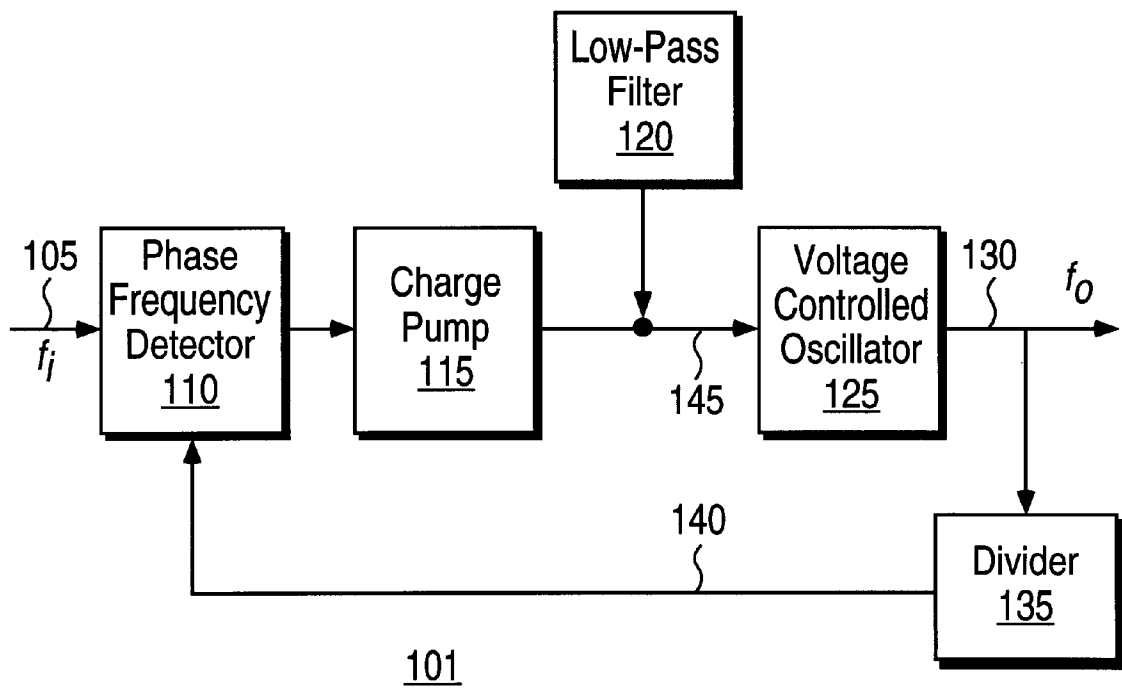 Low-Pass
Filter
120
105
f_i
Phase
Frequency
Detector
110
Charge
Pump
115
145
Voltage
Controlled
Oscillator
125
130
f_o
140
Divider
135
101